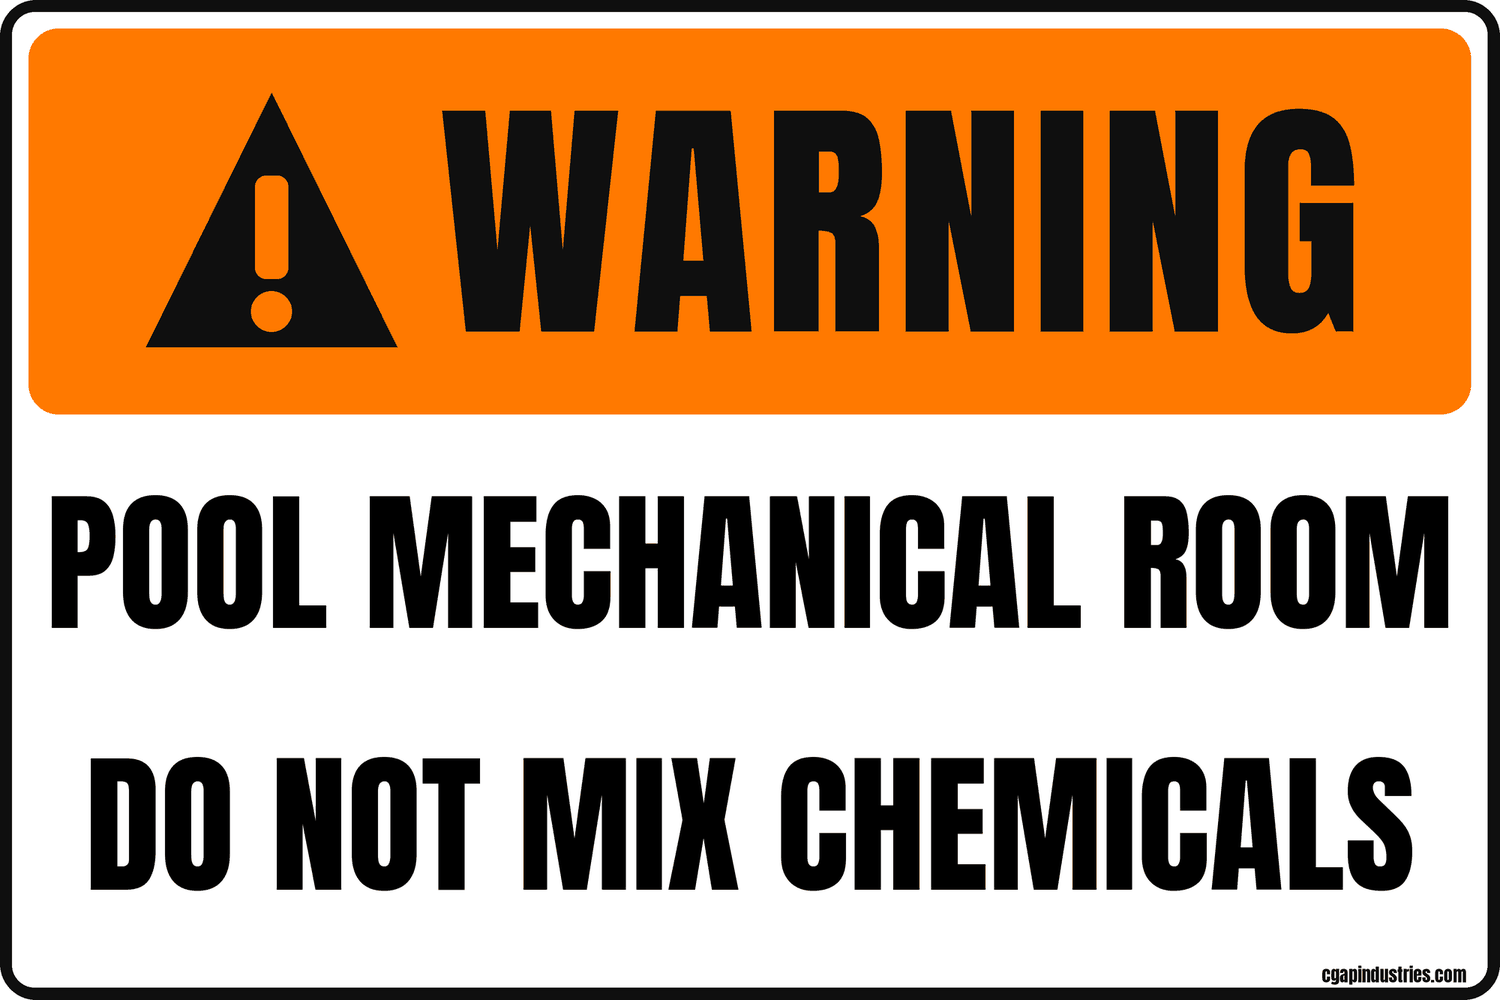 WARNING
POOL MECHANICAL ROOM
DO NOT MIX CHEMICALS
cgapindustries.com